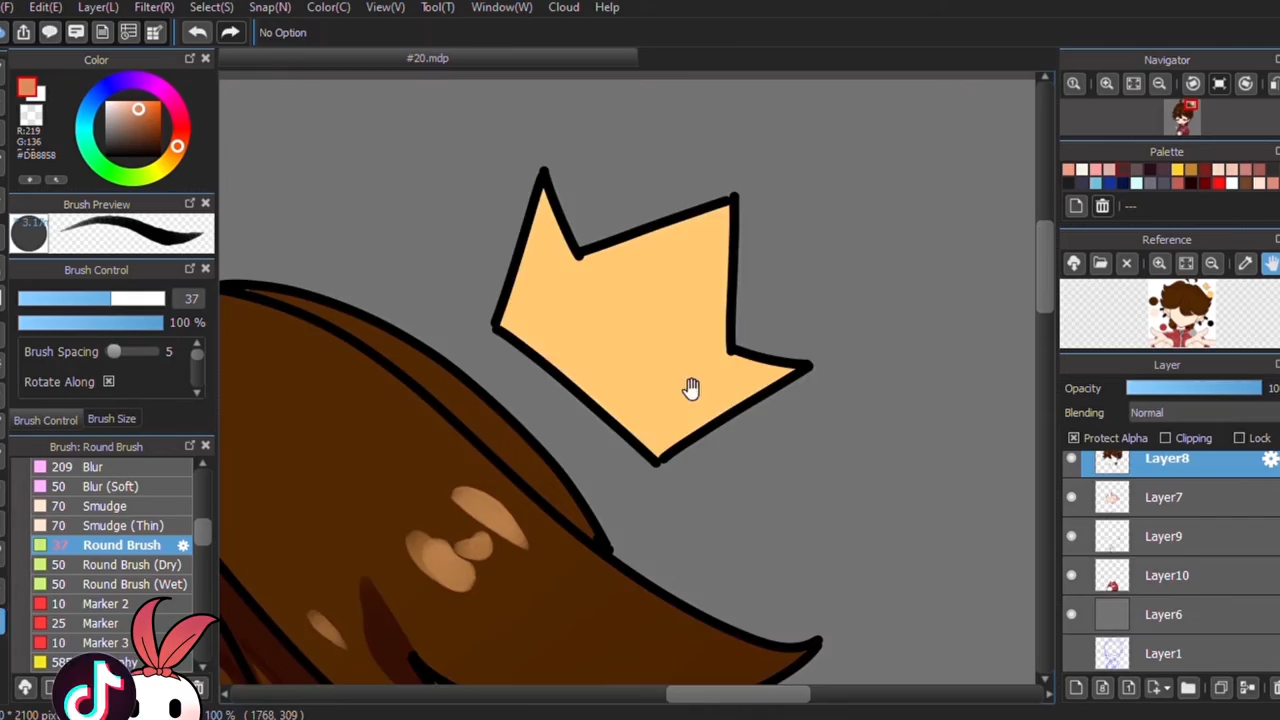 (F) Edit(E) Layer(L) Filter(R) Select(S) Snap(N) Color(C) View(V) Tool(T) Window(W) Cloud Help
No Option
Color
#20.mdp
Navigator
R:219
G:136
#DB8858
Palette
---
Brush Preview
Brush Control
37
100 %
Brush Spacing 5
Rotate Along
Brush Control Brush Size
Brush: Round Brush
209 Blur
50 Blur (Soft)
70 Smudge
70 Smudge (Thin)
37 Round Brush
50 Round Brush (Dry)
50 Round Brush (Wet)
10 Marker 2
25 Marker
10 Marker 3
Reference
Layer
Opacity 100
Blending Normal
Protect Alpha Clipping Lock
Layer8
Layer7
Layer9
Layer10
Layer6
Layer1
100 % (1768, 309)